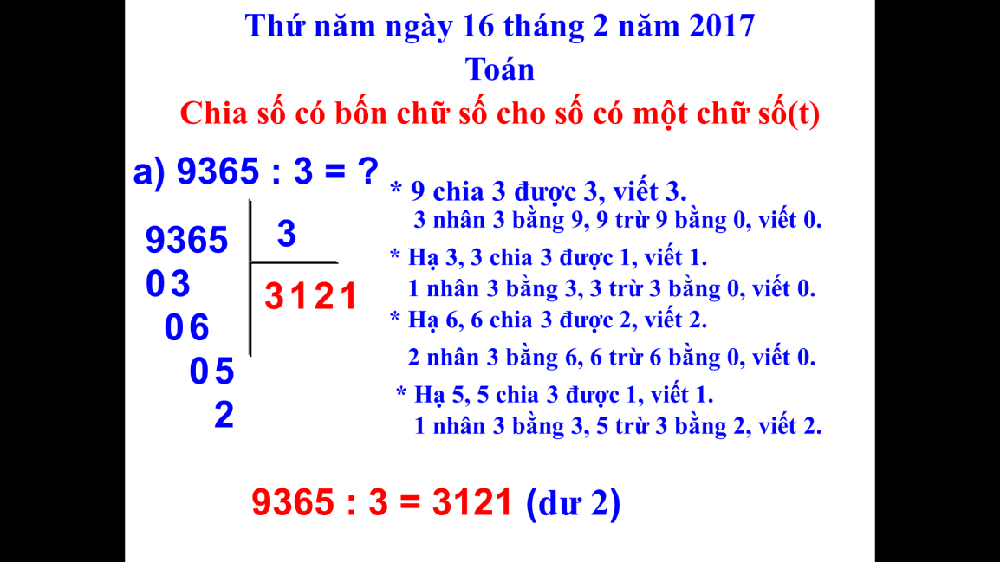 Thứ năm ngày 16 tháng 2 năm 2017
Toán
Chia số có bốn chữ số cho số có một chữ số(t)
a) 9365 : 3 = ?
9365 3
03 3121
06
05
2
* 9 chia 3 được 3, viết 3.
3 nhân 3 bằng 9, 9 trừ 9 bằng 0, viết 0.
* Hạ 3, 3 chia 3 được 1, viết 1.
1 nhân 3 bằng 3, 3 trừ 3 bằng 0, viết 0.
* Hạ 6, 6 chia 3 được 2, viết 2.
2 nhân 3 bằng 6, 6 trừ 6 bằng 0, viết 0.
* Hạ 5, 5 chia 3 được 1, viết 1.
1 nhân 3 bằng 3, 5 trừ 3 bằng 2, viết 2.
9365 : 3 = 3121 (dư 2)